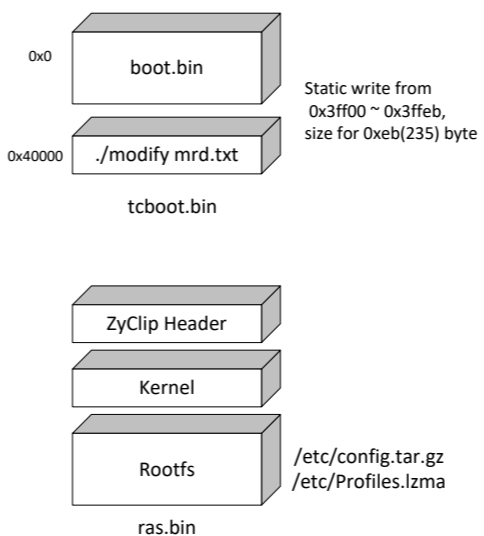 0x0
boot.bin
Static write from
0x3ff00 ~ 0x3ffeb,
size for 0xeb(235) byte
0x40000
./modify mrd.txt
tcboot.bin
ZyClip Header
Kernel
Rootfs
/etc/config.tar.gz
/etc/Profiles.lzma
ras.bin